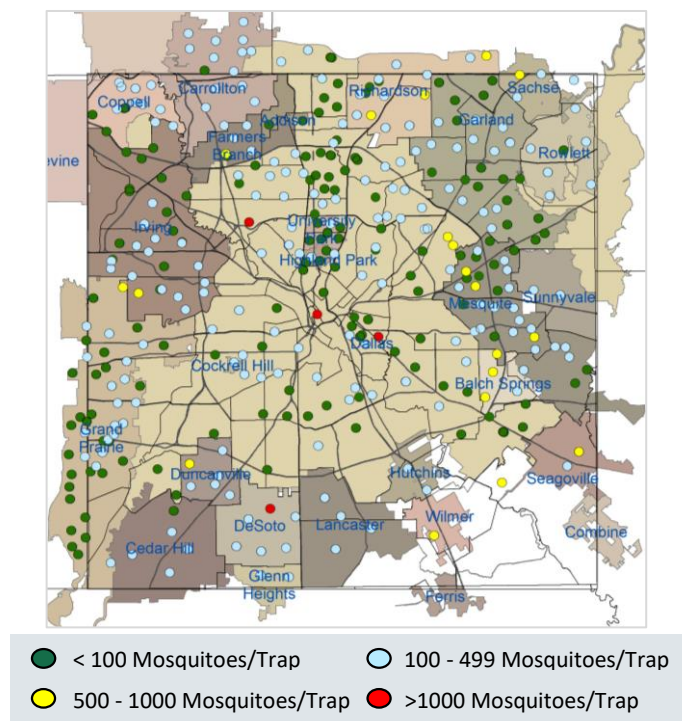 Carrollton
Coppell
Richardson
Sachse
Addison
Garland
Farmers
Branch
Rowlett
evine
Irving
University
Park
Highland Park
Mesquite
Sunnyvale
Dallas
Cockrell Hill
Balch Springs
Grand
Prairie
Duncanville
Hutchins
Seagoville
DeSoto
Lancaster
Wilmer
Combine
Cedar Hill
Glenn
Heights
Ferris
< 100 Mosquitoes/Trap
100 - 499 Mosquitoes/Trap
500 - 1000 Mosquitoes/Trap
>1000 Mosquitoes/Trap